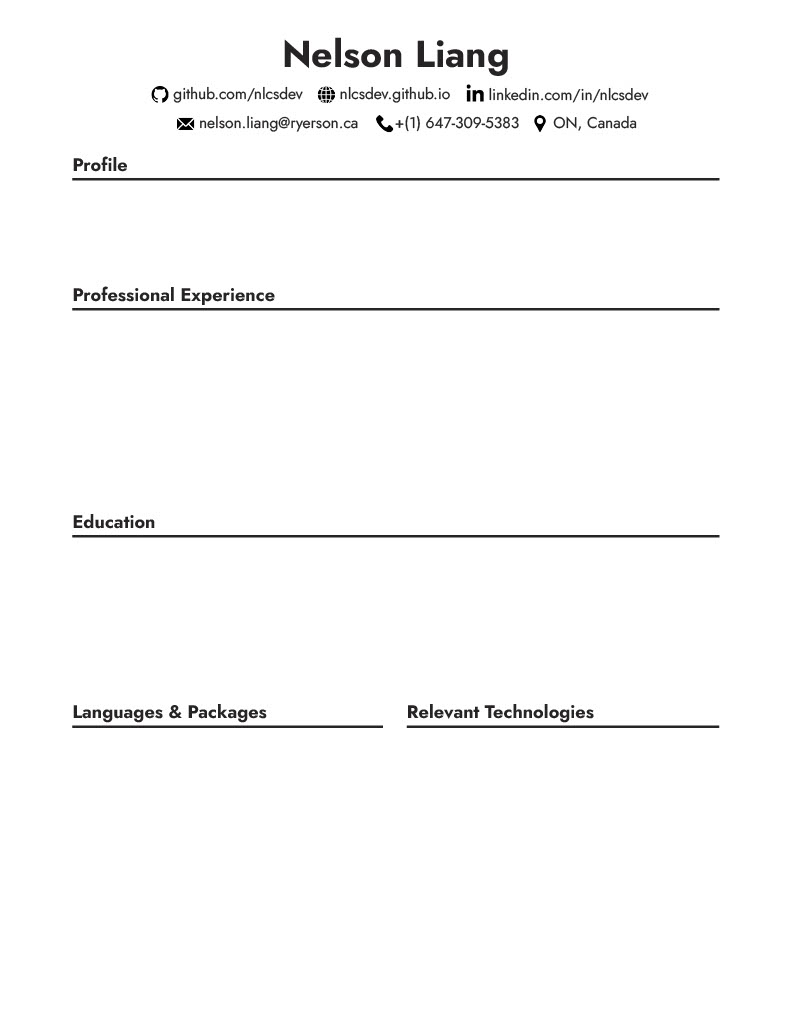 Nelson Liang
github.com/nlcsdev nlcsdev.github.io linkedin.com/in/nlcsdev
nelson.liang@ryerson.ca +(1) 647-309-5383 ON, Canada
Profile
Professional Experience
Education
Languages & Packages
Relevant Technologies